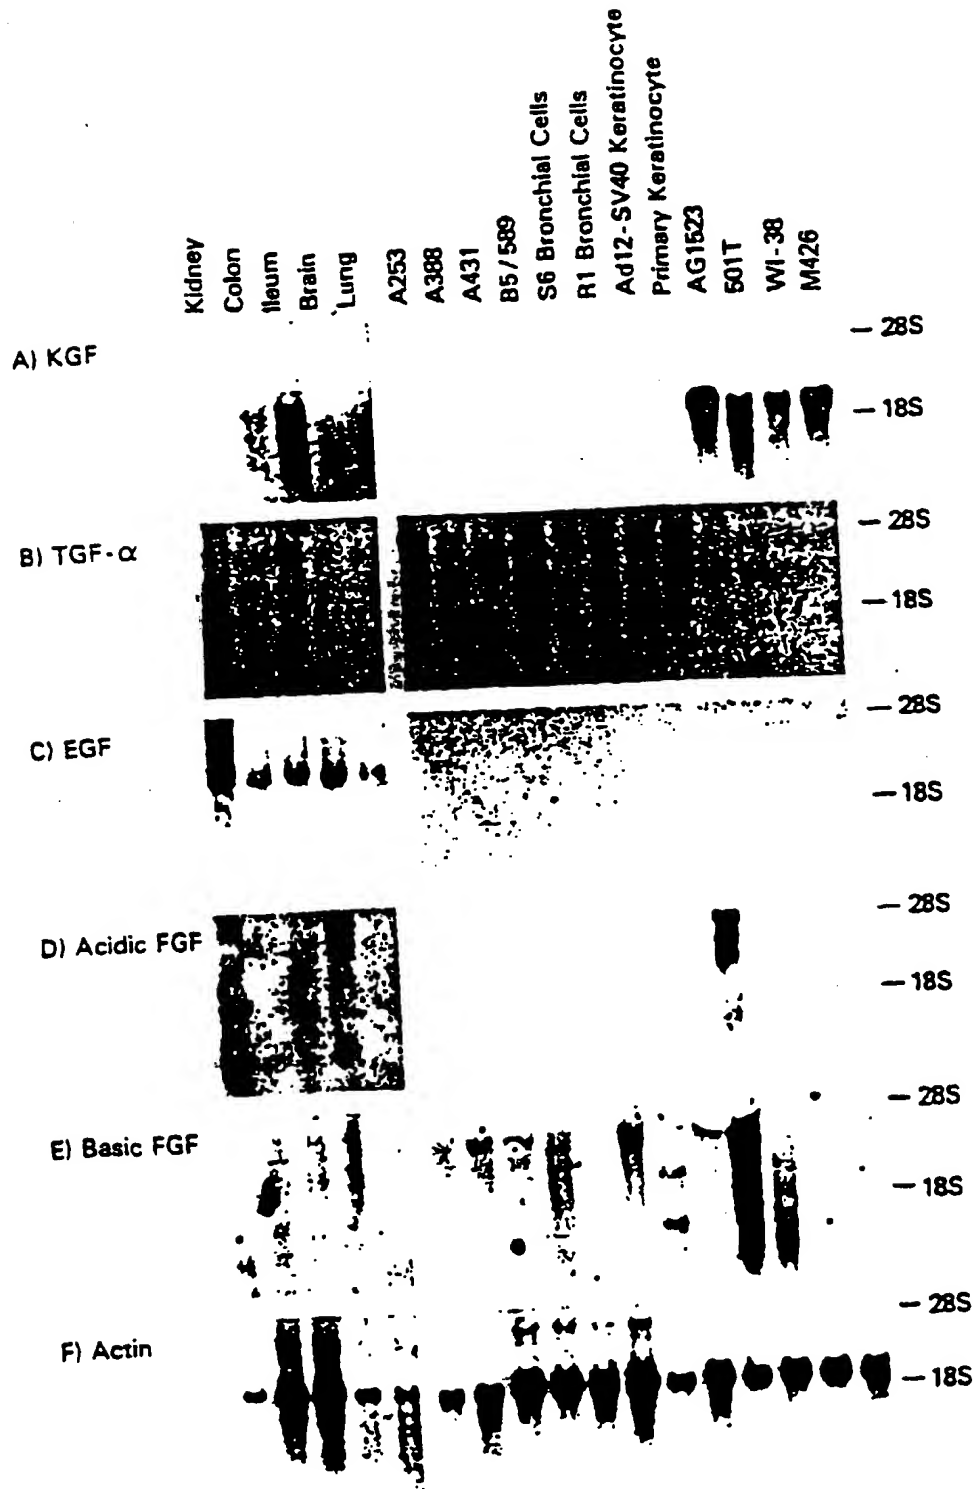 Kidney
Colon
Ileum
Brain
Lung
A253
A388
A431
B5/589
S6 Bronchial Cells
R1 Bronchial Cells
Ad12-SV40 Keratinocyte
Primary Keratinocyte
AG1523
501T
WI-38
M426
A) KGF
— 28S
— 18S
B) TGF-α
— 28S
— 18S
C) EGF
— 28S
— 18S
D) Acidic FGF
— 28S
— 18S
E) Basic FGF
— 28S
— 18S
F) Actin
— 28S
— 18S